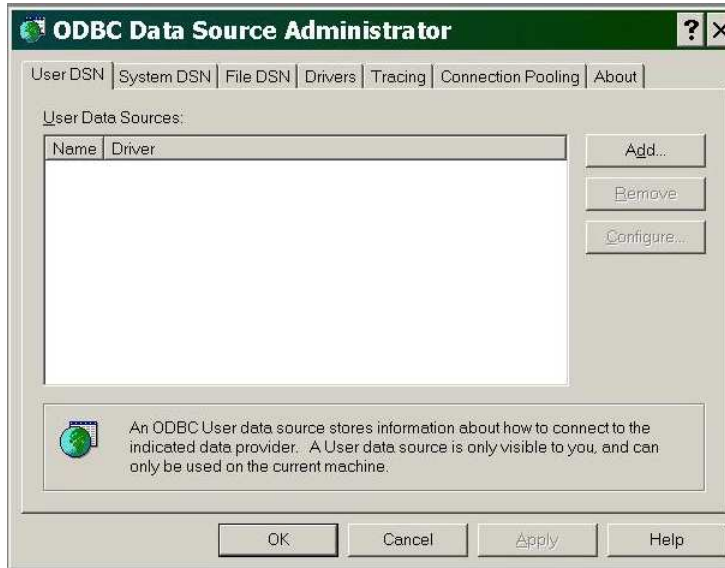 ODBC Data Source Administrator ? ×
User DSN System DSN File DSN Drivers Tracing Connection Pooling About
User Data Sources:
Name Driver
Add...
Remove
Configure...
An ODBC User data source stores information about how to connect to the
indicated data provider. A User data source is only visible to you, and can
only be used on the current machine.
OK Cancel Apply Help